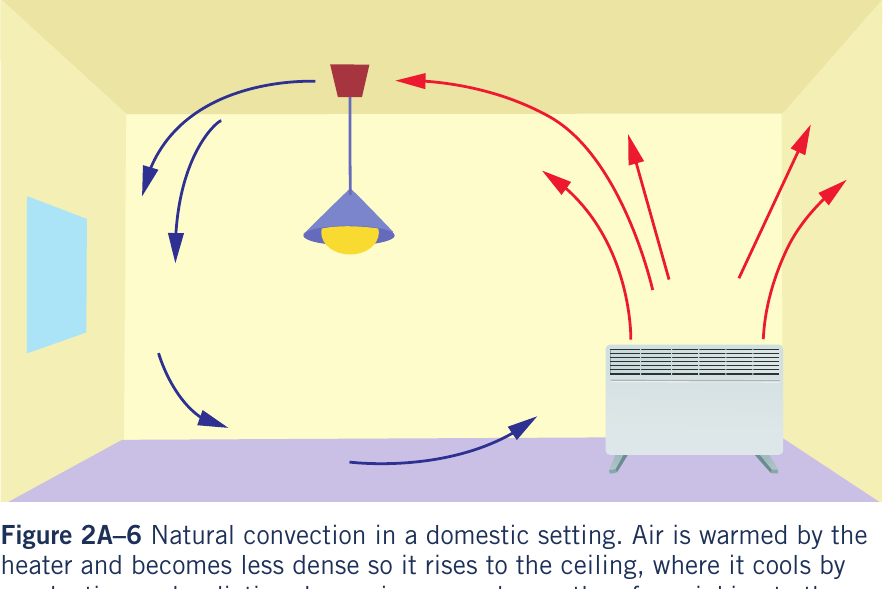 Figure 2A–6 Natural convection in a domestic setting. Air is warmed by the
heater and becomes less dense so it rises to the ceiling, where it cools by